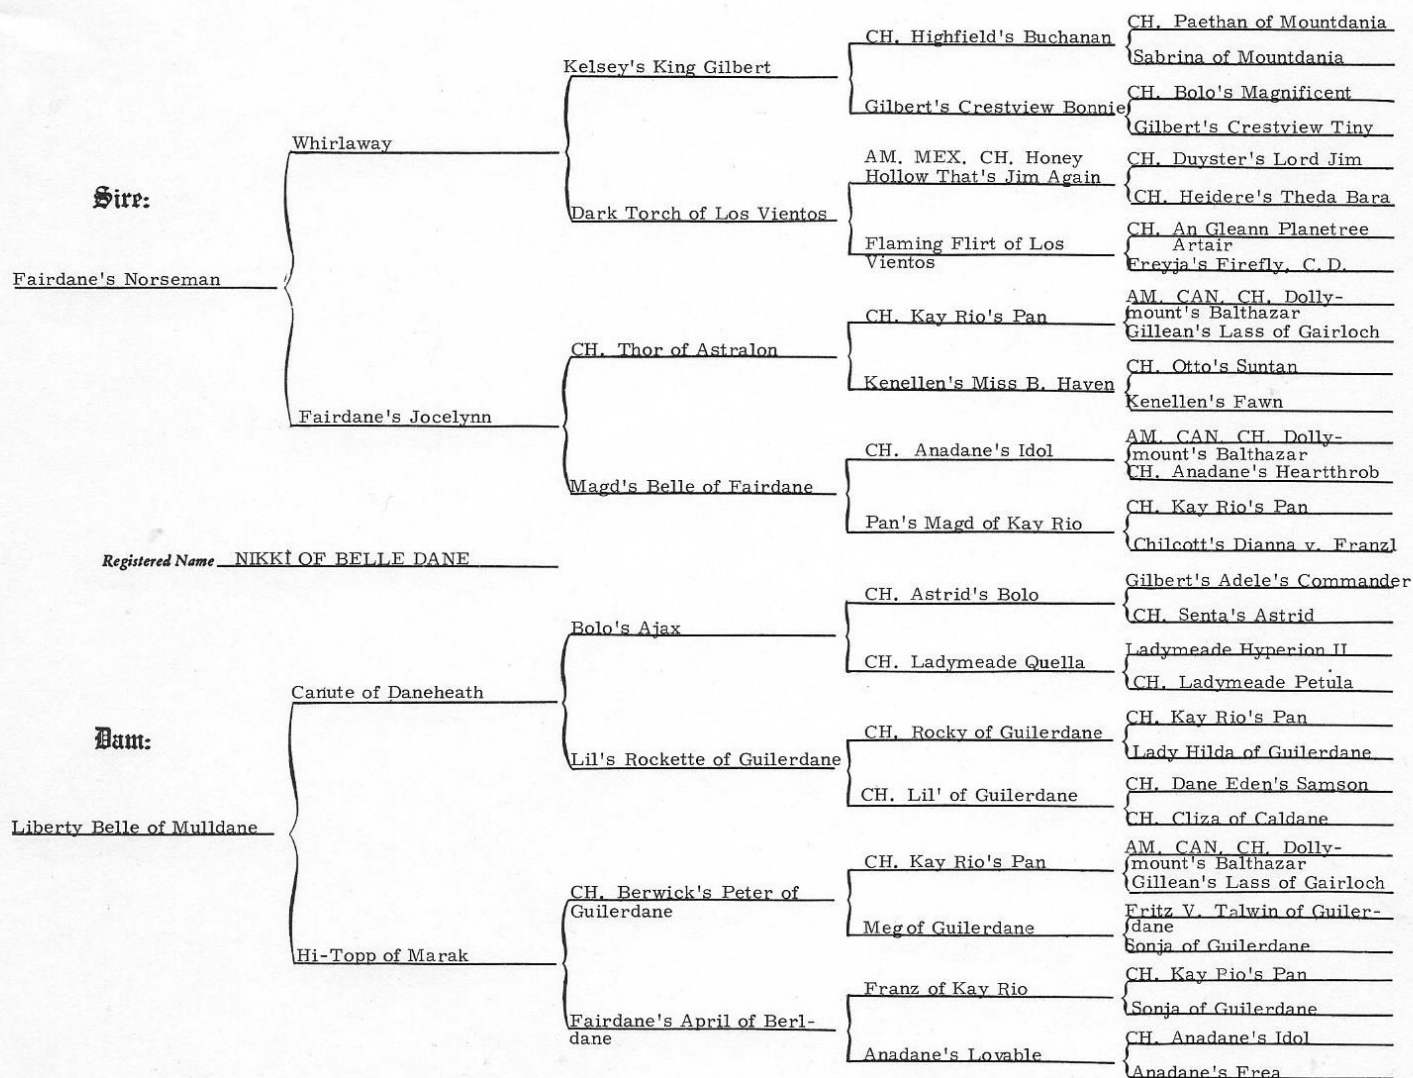 CH. Paethan of Mountdania
CH. Highfield's Buchanan
Sabrina of Mountdania
Kelsey's King Gilbert
CH. Bolo's Magnificent
Gilbert's Crestview Bonnie
Gilbert's Crestview Tiny
Whirlaway
AM. MEX. CH. Honey
Hollow That's Jim Again
CH. Duyster's Lord Jim
CH. Heidere's Theda Bara
Sire:
Dark Torch of Los Vientos
CH. An Gleann Planetree
Artair
Flaming Flirt of Los
Vientos
Freyja's Firefly, C.D.
Fairdane's Norseman
AM. CAN. CH. Dolly-
mount's Balthazar
CH. Kay Rio's Pan
Gillean's Lass of Gairloch
CH. Thor of Astralon
CH. Otto's Suntan
Kenellen's Miss B. Haven
Kenellen's Fawn
Fairdane's Jocelynn
AM. CAN. CH. Dolly-
mount's Balthazar
CH. Anadane's Idol
CH. Anadane's Heartthrob
Magd's Belle of Fairdane
CH. Kay Rio's Pan
Pan's Magd of Kay Rio
Chilcott's Dianna v. Franzl
Registered Name NIKKI OF BELLE DANE
Gilbert's Adele's Commander
CH. Astrid's Bolo
CH. Senta's Astrid
Bolo's Ajax
Ladymeade Hyperion II
CH. Ladymeade Quella
CH. Ladymeade Petula
Canute of Daneheath
CH. Kay Rio's Pan
CH. Rocky of Guilerdane
Lady Hilda of Guilerdane
Dam:
Lil's Rockette of Guilerdane
CH. Dane Eden's Samson
CH. Lil' of Guilerdane
CH. Cliza of Caldane
Liberty Belle of Mulldane
AM. CAN. CH. Dolly-
mount's Balthazar
CH. Kay Rio's Pan
Gillean's Lass of Gairloch
CH. Berwick's Peter of
Guilerdane
Fritz V. Talwin of Guiler-
dane
Meg of Guilerdane
Sonja of Guilerdane
Hi-Topp of Marak
CH. Kay Rio's Pan
Franz of Kay Rio
Sonja of Guilerdane
Fairdane's April of Berl-
dane
CH. Anadane's Idol
Anadane's Lovable
Anadane's Frea